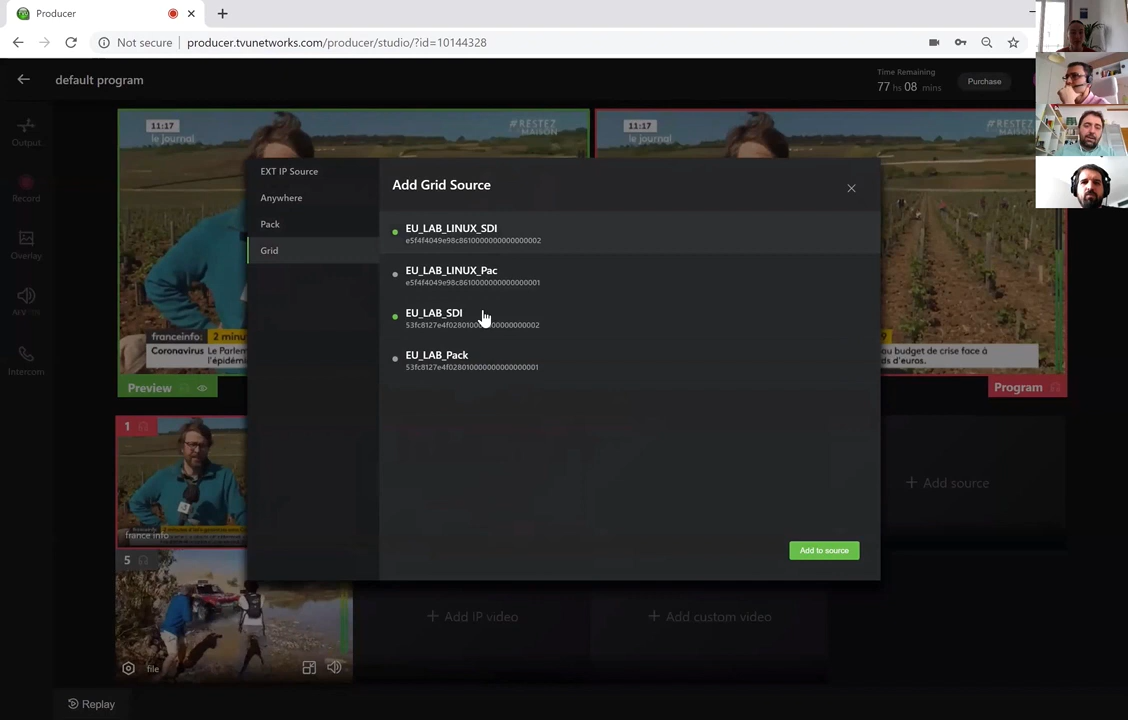 Producer
Not secure
producer.tvunetworks.com/producer/studio/?id=10144328
default program
Time Remaining
77 hs 08 mins
Purchase
Output
Record
Overlay
Intercom
11:17
le journal
#RESTEZ
MAISON
11:17
le journal
#RESTEZ
MAISON
EXT IP Source
Anywhere
Pack
Grid
Add Grid Source
EU_LAB_LINUX_SDI
EU_LAB_LINUX_Pac
EU_LAB_SDI
EU_LAB_Pack
Add to source
franceinfo:
2 minu
Coronavirus Le Parlem
l'épidémi
au budget de crise face à
ds d'euros.
Preview
Program
1
france info
Add source
5
file
Add IP video
Add custom video
Replay